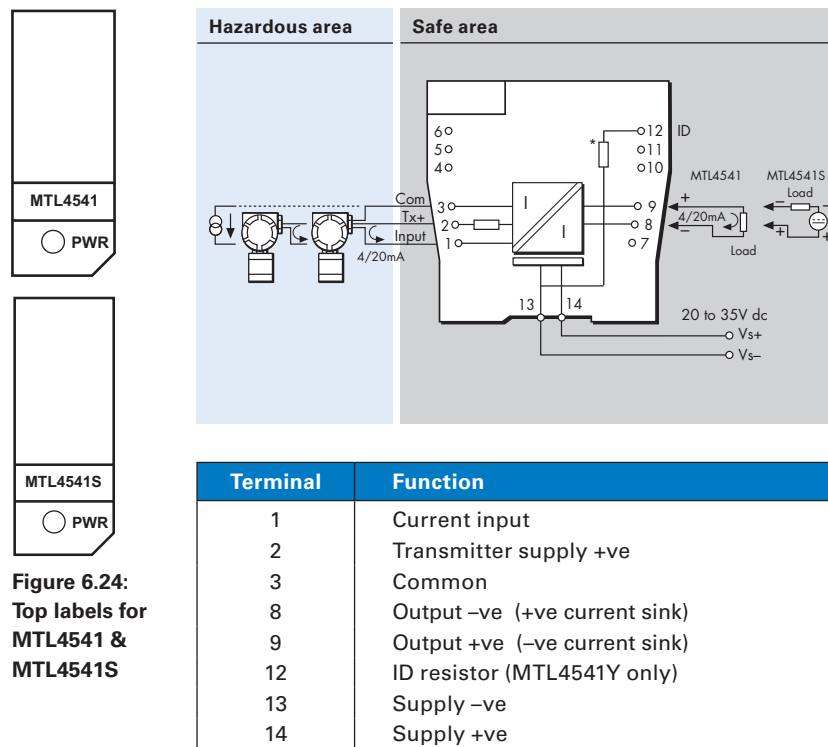 MTL4541
PWR
MTL4541S
PWR
Figure 6.24:
Top labels for
MTL4541 &
MTL4541S
Hazardous area
Safe area
6
5
4
Com
3
Tx+
2
Input
1
4/20mA
I
I
*
12 ID
11
10
9
8
7
MTL4541
+
4/20mA
–
Load
MTL4541S
Load
–
–
+
+
13
14
20 to 35V dc
Vs+
Vs–
Terminal Function
1 Current input
2 Transmitter supply +ve
3 Common
8 Output –ve (+ve current sink)
9 Output +ve (–ve current sink)
12 ID resistor (MTL4541Y only)
13 Supply –ve
14 Supply +ve